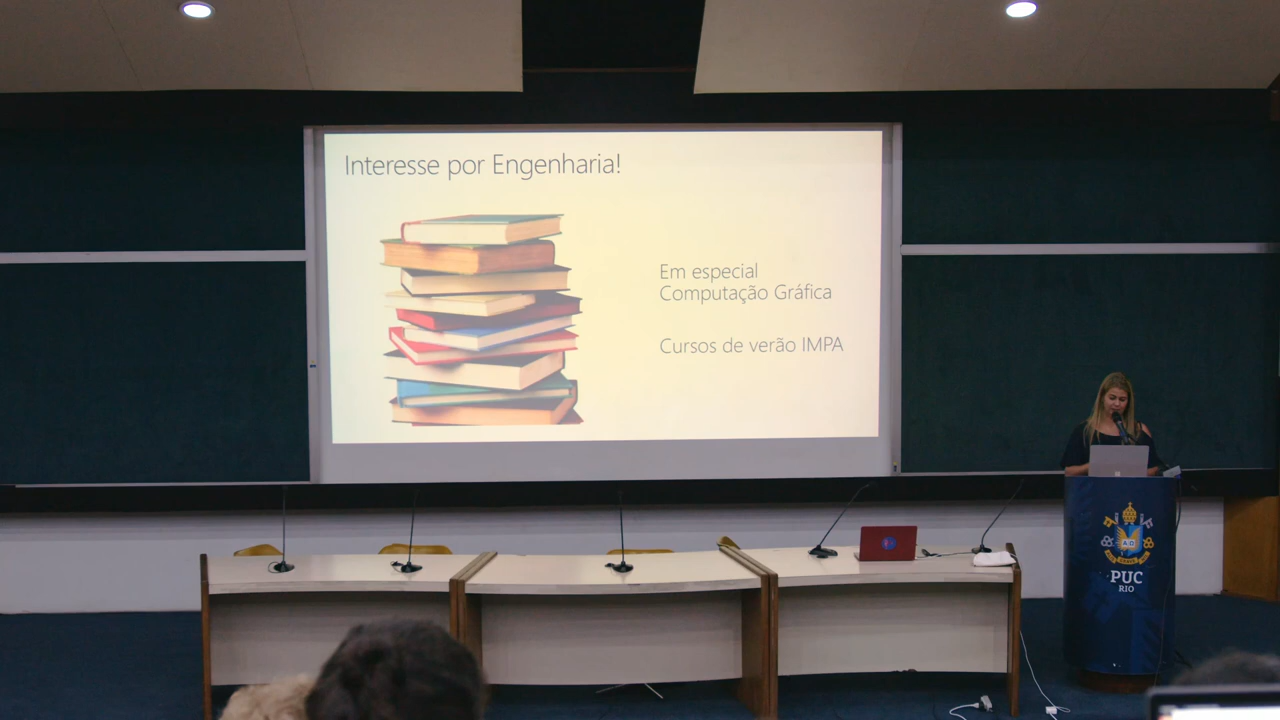 Interesse por Engenharia!
Em especial
Computação Gráfica
Cursos de verão IMPA
PUC
RIO